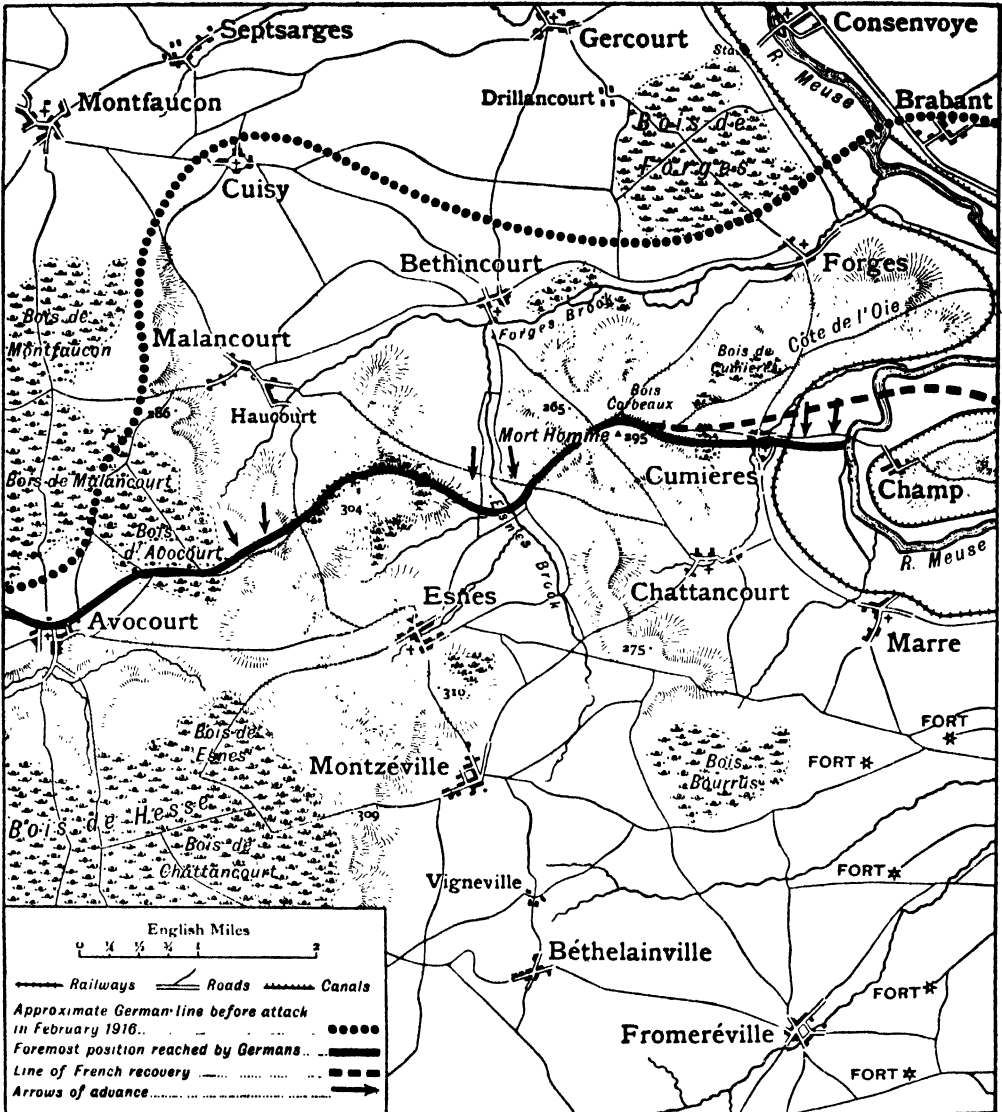 Septsarges
Gercourt
Consenvoye
Sta.
R. Meuse
Montfaucon
Drillancourt
Brabant
Bois de
Forges
Cuisy
Bethincourt
Forges
Forges Brook
Bois de
Montfaucon
Malancourt
Côte de l'Oie
Bois de
Cumières
Haucourt
286
265
Bois
Corbeaux
Mort Homme
295
Cumières
Champ
Bois de Malancourt
304
Bois
d'Avocourt
Esnes
Brook
R. Meuse
Avocourt
Esnes
Chattancourt
Marre
275
310
Bois de
Esnes
FORT
Montzéville
Bois
Bourrus
FORT
Bois de Hesse
309
Bois de
Chattancourt
Vigneville
FORT
English Miles
0 ¼ ½ ¾ 1 2
Béthelainville
Railways Roads Canals
FORT
Approximate German line before attack
in February 1916..
Foremost position reached by Germans..
Line of French recovery
Arrows of advance
Fromeréville
FORT